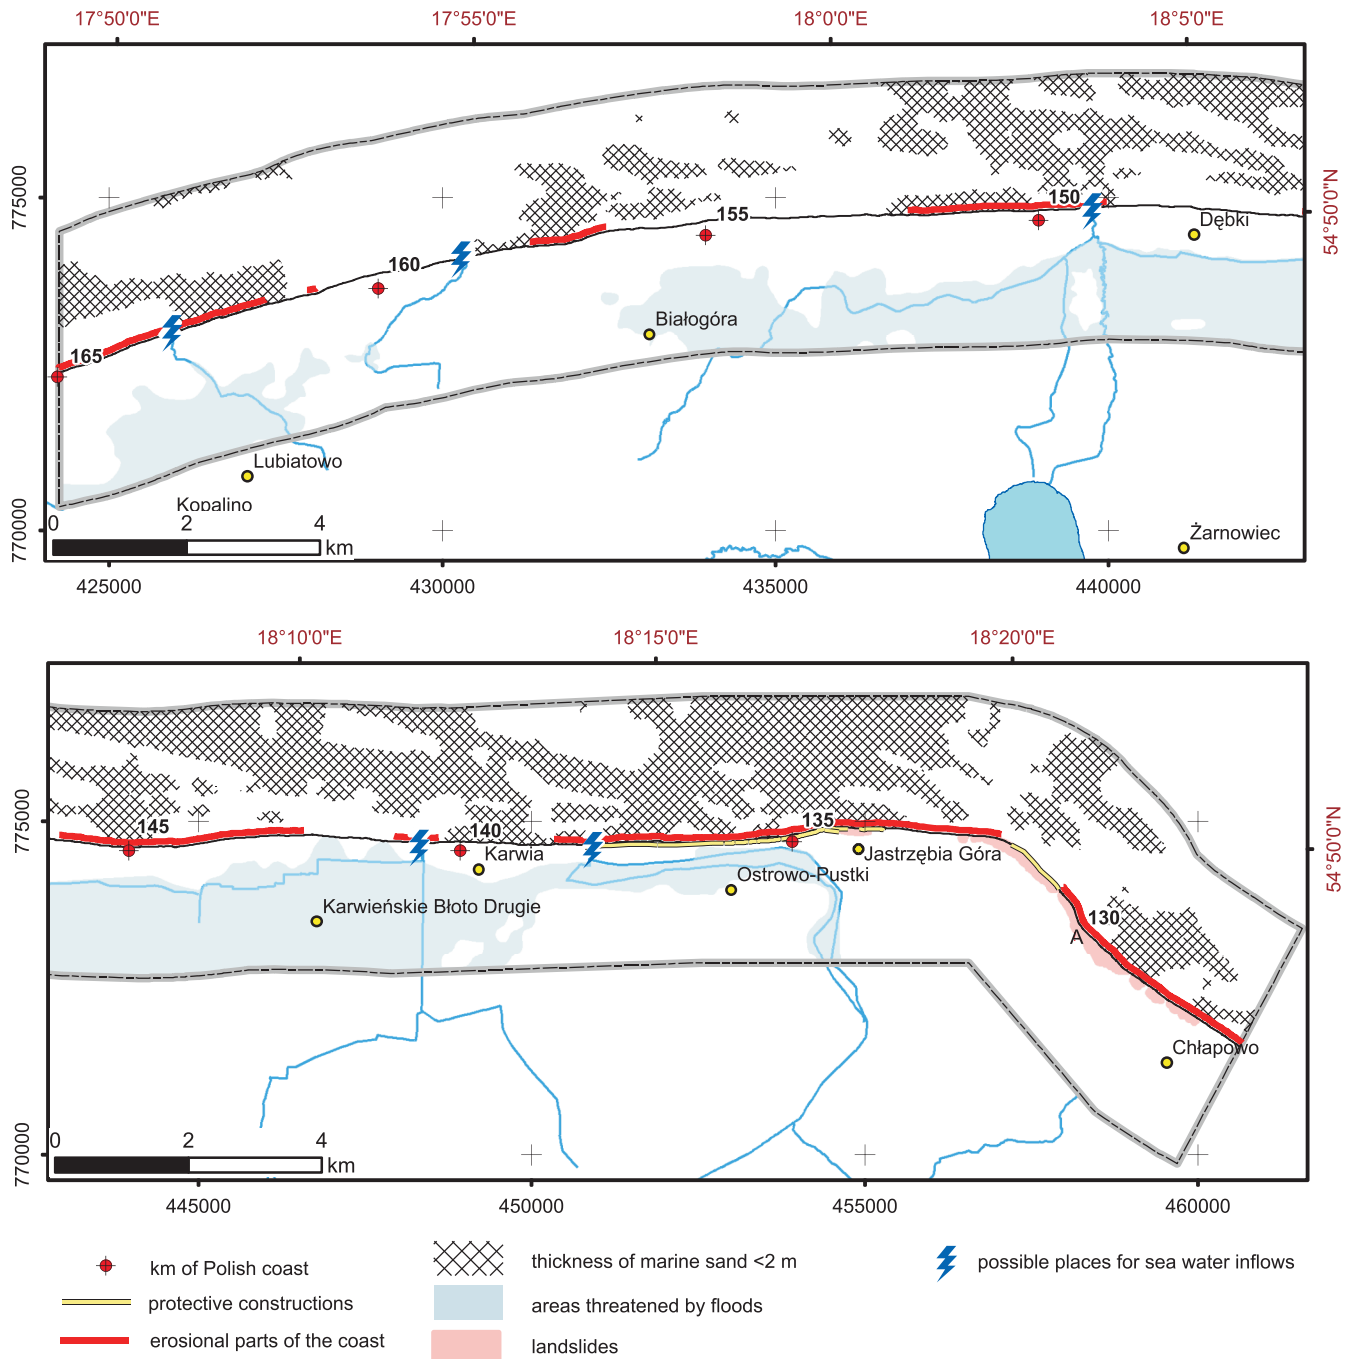 17°50'0"E 17°55'0"E 18°0'0"E 18°5'0"E
775000
54°50'0"N
150
155
Dębki
160
Białogóra
165
Lubiatowo
Kopalino
0 2 4
km
770000
Żarnowiec
425000 430000 435000 440000
18°10'0"E 18°15'0"E 18°20'0"E
775000
54°50'0"N
145
140
135
Karwia
Jastrzębia Góra
Ostrowo-Pustki
Karwieńskie Błoto Drugie
130
A
Chłapowo
0 2 4
km
770000
445000 450000 455000 460000
km of Polish coast
protective constructions
erosional parts of the coast
thickness of marine sand <2 m
areas threatened by floods
landslides
possible places for sea water inflows